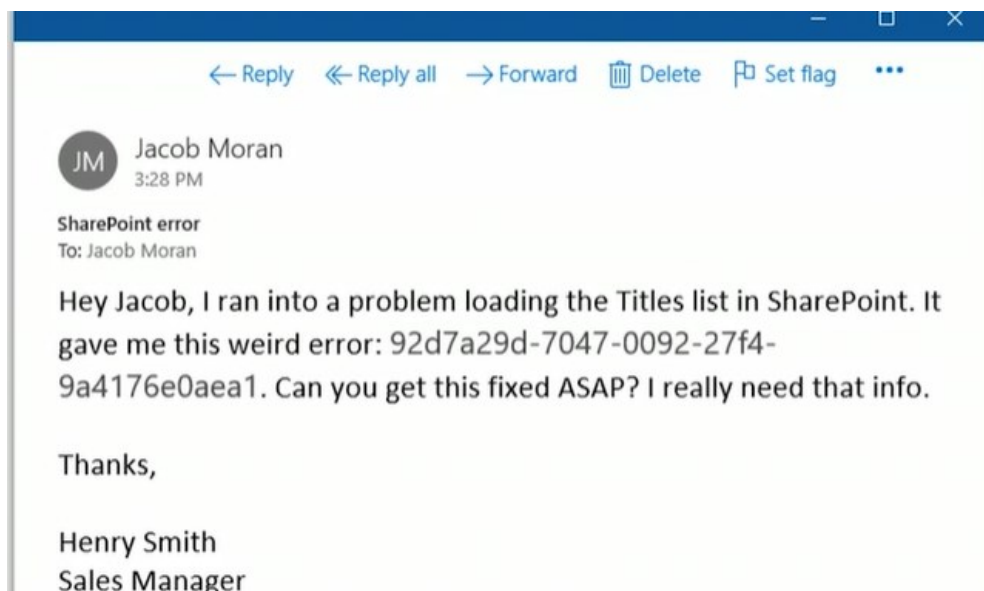 Reply Reply all Forward Delete Set flag
JM
Jacob Moran
3:28 PM
SharePoint error
To: Jacob Moran
Hey Jacob, I ran into a problem loading the Titles list in SharePoint. It
gave me this weird error: 92d7a29d-7047-0092-27f4-
9a4176e0aea1. Can you get this fixed ASAP? I really need that info.
Thanks,
Henry Smith
Sales Manager